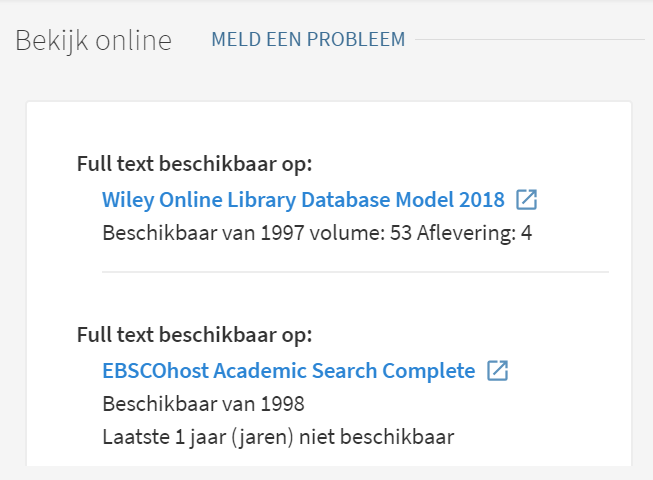 Bekijk online MELD EEN PROBLEEM
Full text beschikbaar op:
Wiley Online Library Database Model 2018
Beschikbaar van 1997 volume: 53 Aflevering: 4
Full text beschikbaar op:
EBSCOhost Academic Search Complete
Beschikbaar van 1998
Laatste 1 jaar (jaren) niet beschikbaar